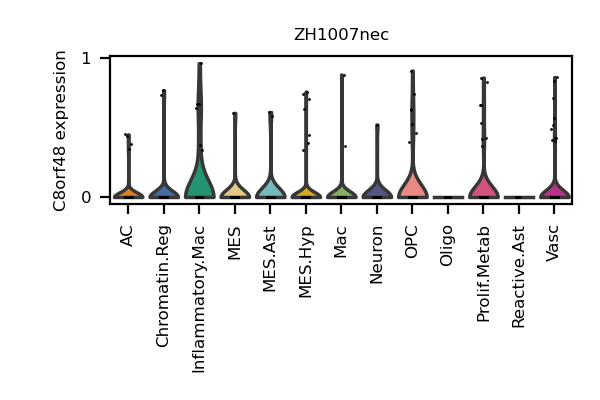 ZH1007nec
C8orf48 expression
1
0
AC
Chromatin.Reg
Inflammatory.Mac
MES
MES.Ast
MES.Hyp
Mac
Neuron
OPC
Oligo
Prolif.Metab
Reactive.Ast
Vasc